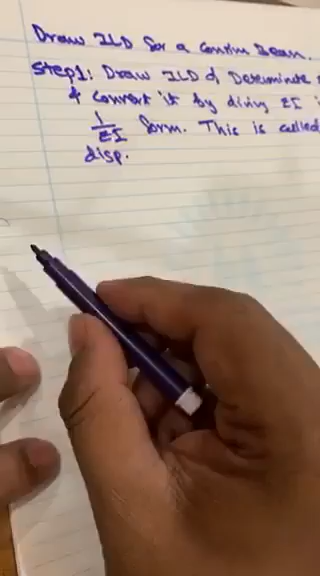 Draw ILD for a Continu Beam.
Step1: Draw ILD of Determinate
& Convert it by diving EI
1/EI form. This is called
disp.